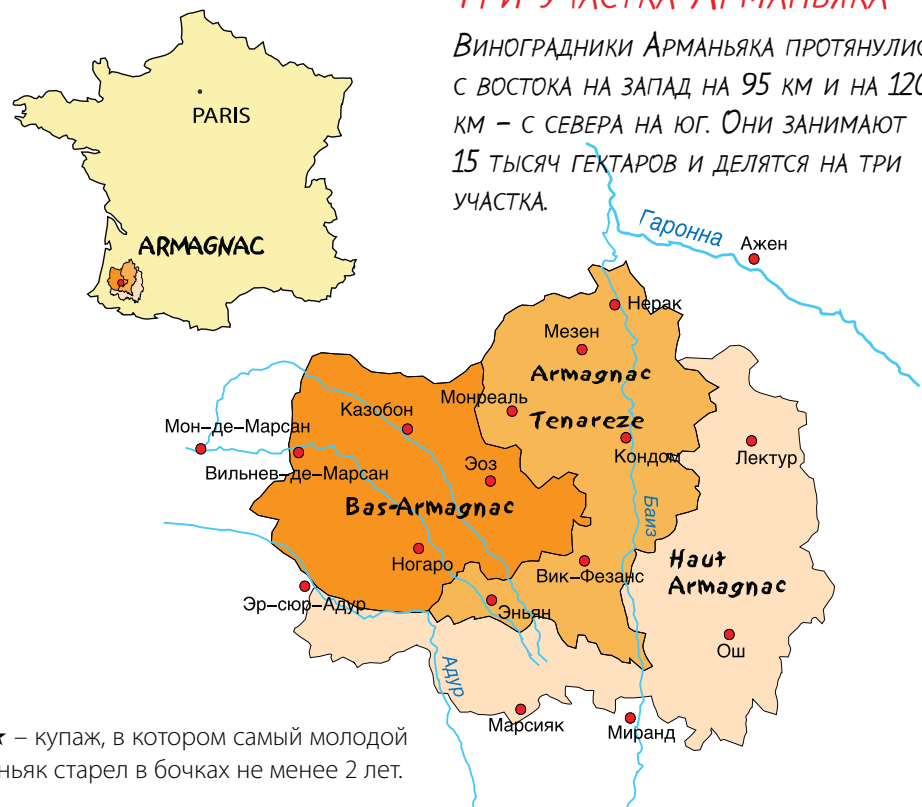 ТРИ УЧАСТКА АРМАНЬЯКА
ВИНОГРАДНИКИ АРМАНЬЯКА ПРОТЯНУЛИС
С ВОСТОКА НА ЗАПАД НА 95 КМ И НА 120
КМ – С СЕВЕРА НА ЮГ. ОНИ ЗАНИМАЮТ
15 ТЫСЯЧ ГЕКТАРОВ И ДЕЛЯТСЯ НА ТРИ
УЧАСТКА.
PARIS
ARMAGNAC
Гаронна
Ажен
Нерак
Мезен
Armagnac
Tenareze
Монреаль
Казобон
Мон-де-Марсан
Вильнев-де-Марсан
Эоз
Кондом
Лектур
Bas-Armagnac
Баиз
Ногаро
Вик-Фезанс
Haut
Armagnac
Эр-сюр-Адур
Эньян
Ош
Адур
Марсияк
Миранд
★ – купаж, в котором самый молодой
ньяк старел в бочках не менее 2 лет.